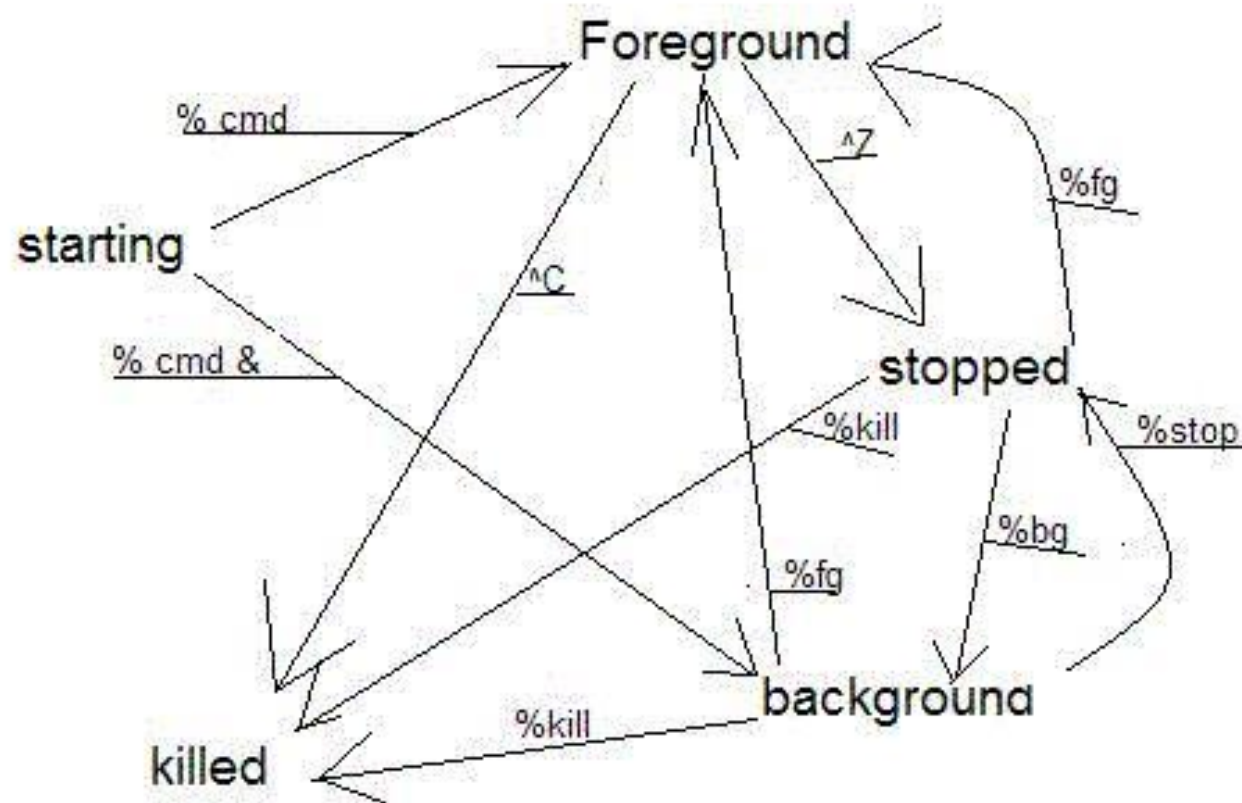 Foreground
% cmd
^Z
%fg
starting
^C
% cmd &
stopped
%kill
%stop
%bg
%fg
background
%kill
killed